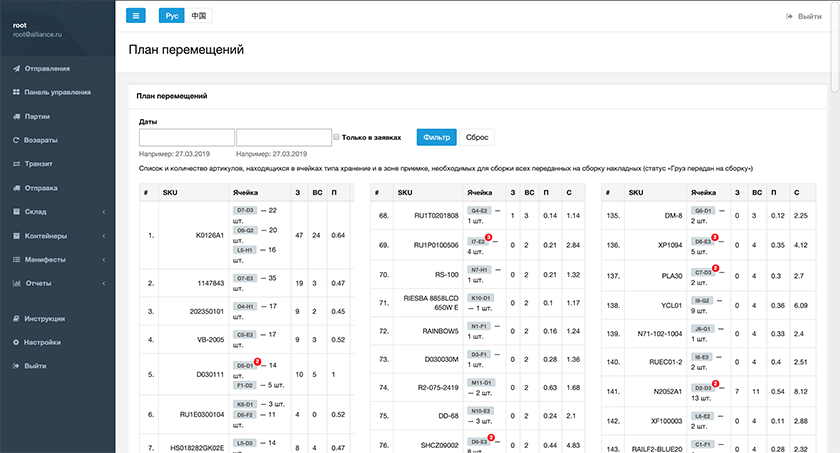 root
root@alliance.ru
Рус 中国
Выйти
Отправления
Панель управления
Партии
Возвраты
Транзит
Отправка
Склад
Контейнеры
Манифесты
Отчеты
Инструкции
Настройки
Выйти
План перемещений
План перемещений
Даты
Только в заявках Фильтр Сброс
Например: 27.03.2019 Например: 27.03.2019
Список и количество артикулов, находящихся в ячейках типа хранение и в зоне приемке, необходимых для сборки всех переданных на сборку накладных (статус «Груз передан на сборку»)
# SKU Ячейка З ВС П
1. K0126A1 D7-D3 — 22 шт. O9-G2 — 20 шт. L5-H1 — 16 шт. 47 24 0.64
2. 1147843 O7-E3 — 35 шт. 19 3 0.47
3. 202350101 O4-H1 — 17 шт. 9 2 0.45
4. VB-2005 C5-E3 — 17 шт. 9 3 0.52
5. D030111 D5-D1 2 — 14 шт. F1-D2 — 5 шт. 10 5 1
6. RU1E0300104 K6-D1 — 3 шт. D5-F2 — 11 шт. 4 0 0.52
7. HS018282GK02E L5-D3 — 14 8 4 0.47
# SKU Ячейка З ВС П С
68. RU1T0201808 G4-E2 — 1 шт. 1 3 0.14 1.14
69. RU1P0100506 I7-E2 3 — 4 шт. 0 2 0.21 2.84
70. RS-100 N7-H1 — 1 шт. 0 2 0.21 1.32
71. RIESBA 8858LCD 650W E K10-D1 — 1 шт. 0 2 0.1 1.17
72. RAINBOW5 N1-F1 — 1 шт. 0 2 0.16 1.24
73. D030030M D3-F1 — 1 шт. 0 2 0.28 1.36
74. R2-075-2419 M11-D1 — 2 шт. 0 2 0.63 1.68
75. DD-68 N10-E3 — 3 шт. 0 2 0.24 2.1
76. SHCZ09002 D6-E3 2 — 8 шт. 0 2 0.44 4.83
# SKU Ячейка З ВС П С
135. DM-8 G6-D1 — 2 шт. 0 3 0.12 2.25
136. XP1094 D6-E3 2 — 5 шт. 0 4 0.35 4.12
137. PLA30 C7-D3 2 — 2 шт. 0 4 0.3 2.7
138. YCL01 I9-G2 — 9 шт. 0 4 0.36 6.09
139. N71-102-1004 J6-G1 — 1 шт. 0 4 0.33 2.4
140. RUEC01-2 I8-E3 — 2 шт. 0 4 0.4 2.51
141. N2052A1 D2-D3 2 — 13 шт. 7 11 0.54 8.12
142. XF100003 L6-E2 — 2 шт. 0 4 0.11 2.88
143. RAILF2-BLUE20 C1-F1 — 0 4 0.28 2.32